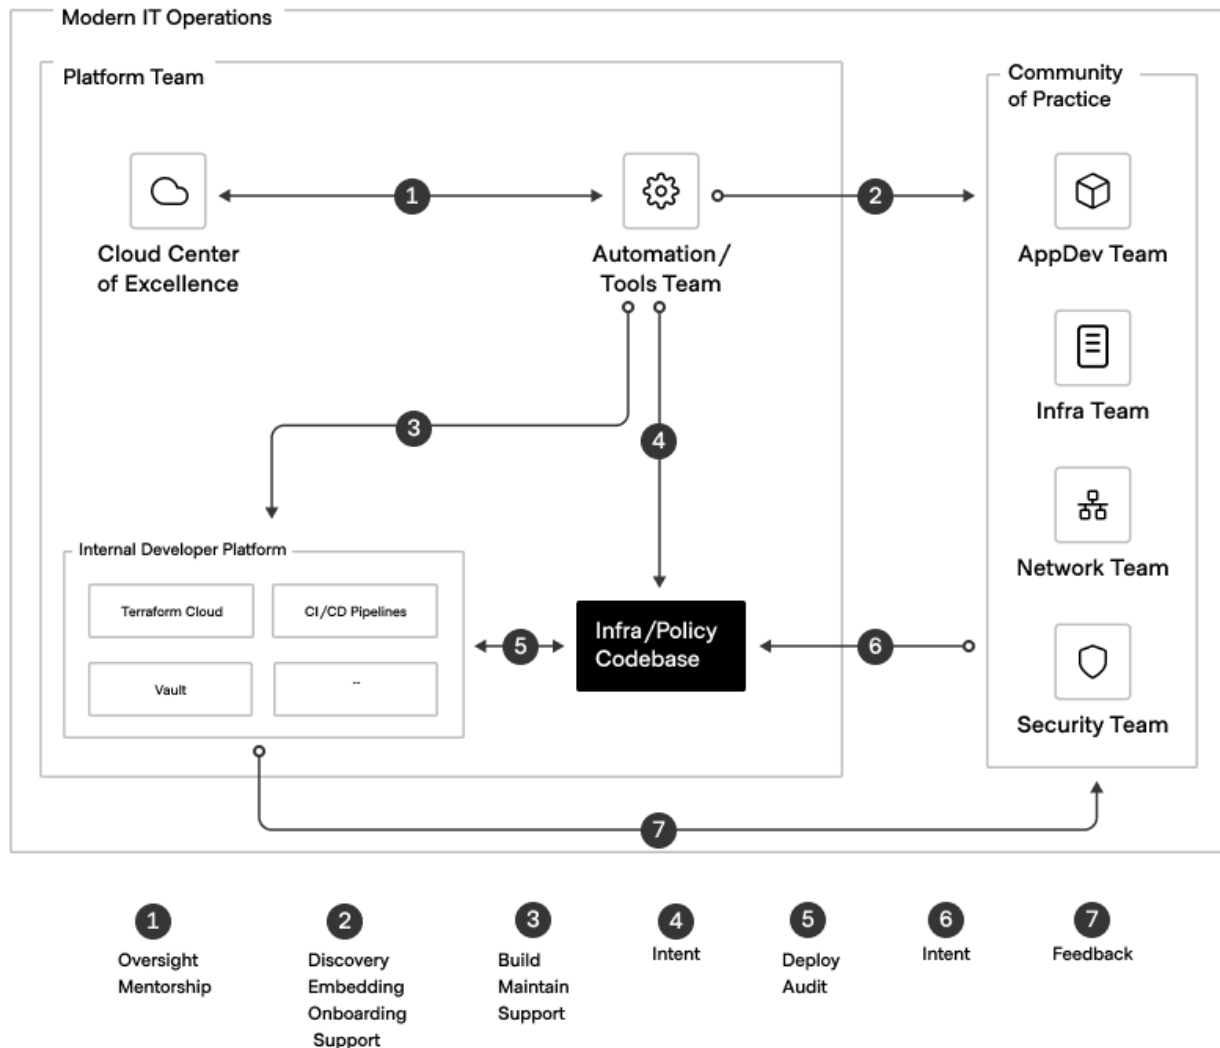 Modern IT Operations
Platform Team
Community
of Practice
1
2
Cloud Center
of Excellence
Automation/
Tools Team
AppDev Team
3
4
Infra Team
Internal Developer Platform
Terraform Cloud
CI/CD Pipelines
Vault
--
5
Infra/Policy
Codebase
6
Network Team
Security Team
7
1
Oversight
Mentorship
2
Discovery
Embedding
Onboarding
Support
3
Build
Maintain
Support
4
Intent
5
Deploy
Audit
6
Intent
7
Feedback